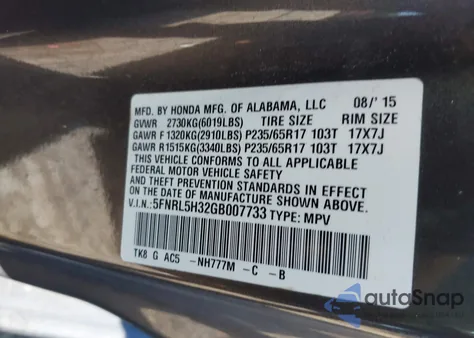 MFD. BY HONDA MFG. OF ALABAMA, LLC 08/'15
GVWR 2730KG(6019LBS) TIRE SIZE RIM SIZE
GAWR F 1320KG(2910LBS) P235/65R17 103T 17X7J
GAWR R1515KG(3340LBS) P235/65R17 103T 17X7J
THIS VEHICLE CONFORMS TO ALL APPLICABLE
FEDERAL MOTOR VEHICLE SAFETY AND
THEFT PREVENTION STANDARDS IN EFFECT
ON THE DATE OF MANUFACTURE SHOWN ABOVE.
V.I.N.: 5FNRL5H32GB007733 TYPE: MPV
TK8 G AC5 -NH777M -C -B
autoSnap